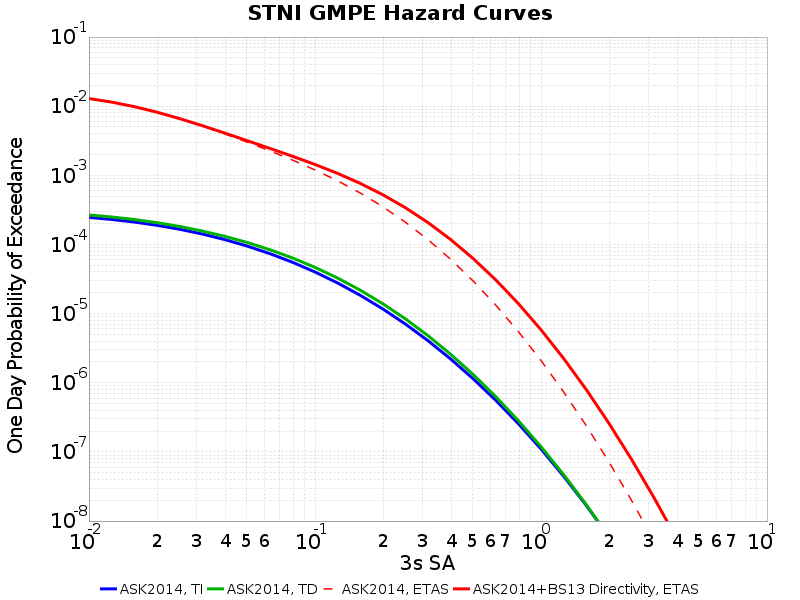 STNI GMPE Hazard Curves
One Day Probability of Exceedance
10-1
10-2
10-3
10-4
10-5
10-6
10-7
10-8
10-2 2 3 4 5 6 10-1 2 3 4 5 6 7 100 2 3 4 5 6 7 101
3s SA
ASK2014, TI ASK2014, TD ASK2014, ETAS ASK2014+BS13 Directivity, ETAS